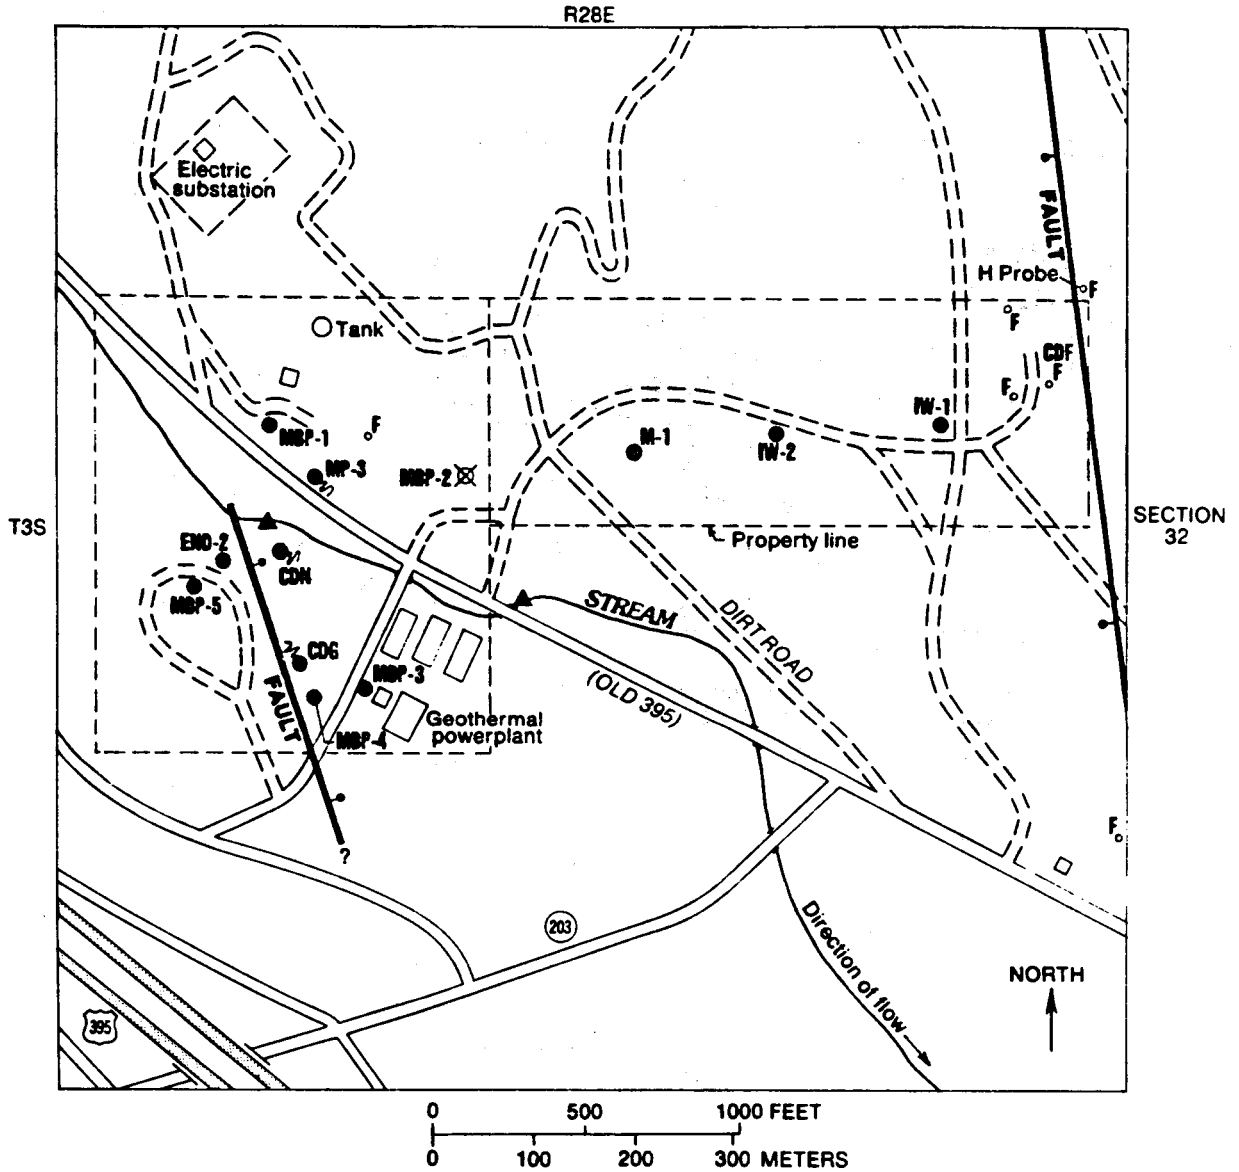 R28E
Electric
substation
FAULT
H Probe
F
F
Tank
CDF
F
F
IW-1
MBP-1
F
M-1
IW-2
MP-3
MBP-2
T3S
SECTION
32
Property line
ENO-2
CDN
MBP-5
STREAM
DIRT ROAD
CDG
MBP-3
(OLD 395)
FAULT
Geothermal
powerplant
MBP-4
F
?
203
Direction of flow
NORTH
395
0 500 1000 FEET
0 100 200 300 METERS